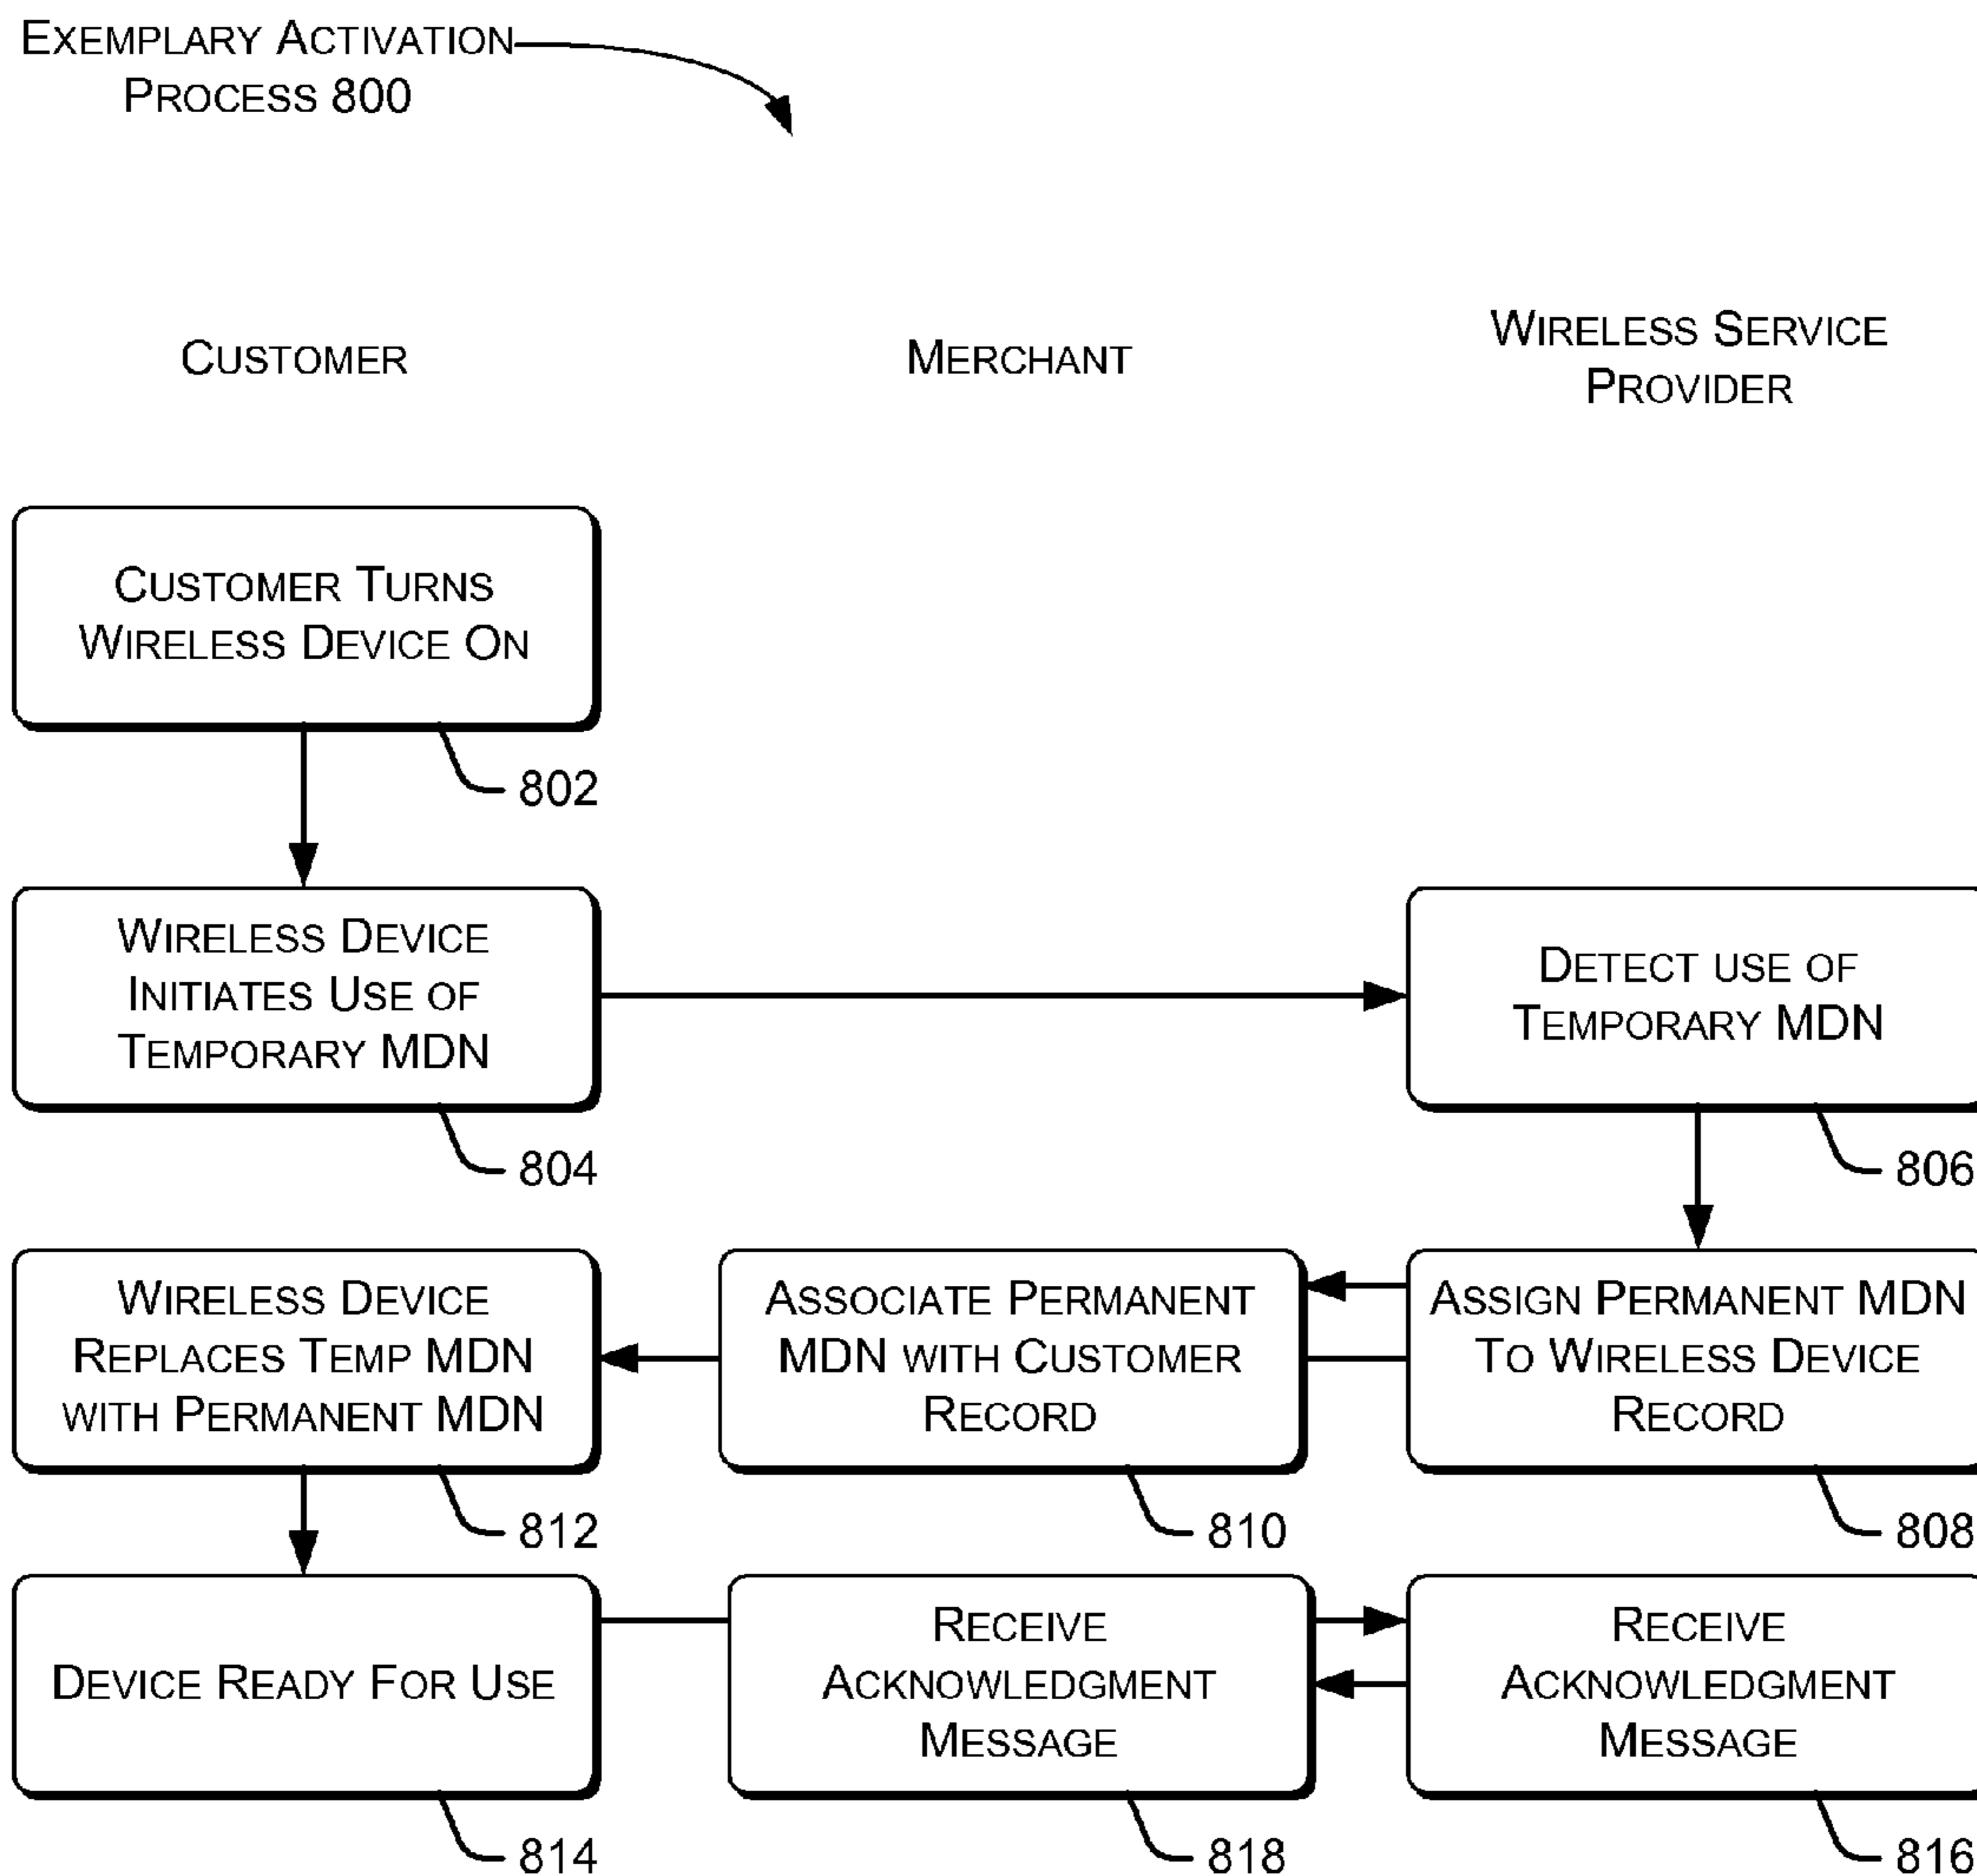 EXEMPLARY ACTIVATION
PROCESS 800
CUSTOMER
MERCHANT
WIRELESS SERVICE
PROVIDER
CUSTOMER TURNS
WIRELESS DEVICE ON
802
WIRELESS DEVICE
INITIATES USE OF
TEMPORARY MDN
804
DETECT USE OF
TEMPORARY MDN
806
WIRELESS DEVICE
REPLACES TEMP MDN
WITH PERMANENT MDN
812
ASSOCIATE PERMANENT
MDN WITH CUSTOMER
RECORD
810
ASSIGN PERMANENT MDN
TO WIRELESS DEVICE
RECORD
808
DEVICE READY FOR USE
814
RECEIVE
ACKNOWLEDGMENT
MESSAGE
818
RECEIVE
ACKNOWLEDGMENT
MESSAGE
816